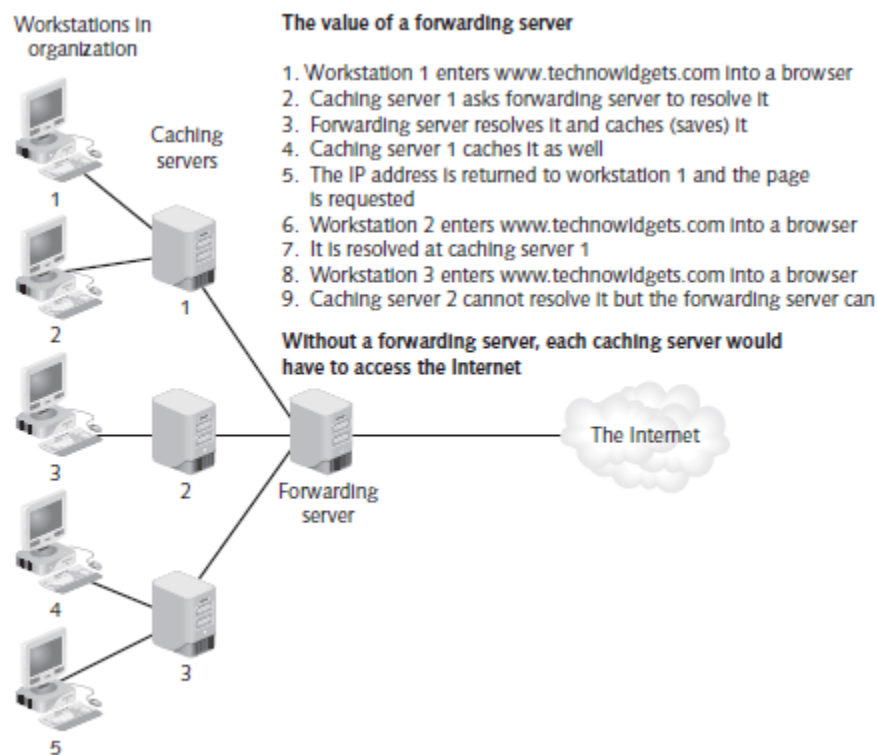 Workstations in
organization
The value of a forwarding server
1. Workstation 1 enters www.technowidgets.com into a browser
2. Caching server 1 asks forwarding server to resolve it
3. Forwarding server resolves it and caches (saves) it
4. Caching server 1 caches it as well
5. The IP address is returned to workstation 1 and the page
is requested
6. Workstation 2 enters www.technowidgets.com into a browser
7. It is resolved at caching server 1
8. Workstation 3 enters www.technowidgets.com into a browser
9. Caching server 2 cannot resolve it but the forwarding server can
Without a forwarding server, each caching server would
have to access the Internet
Caching
servers
1
1
2
3
2
Forwarding
server
The Internet
4
3
5